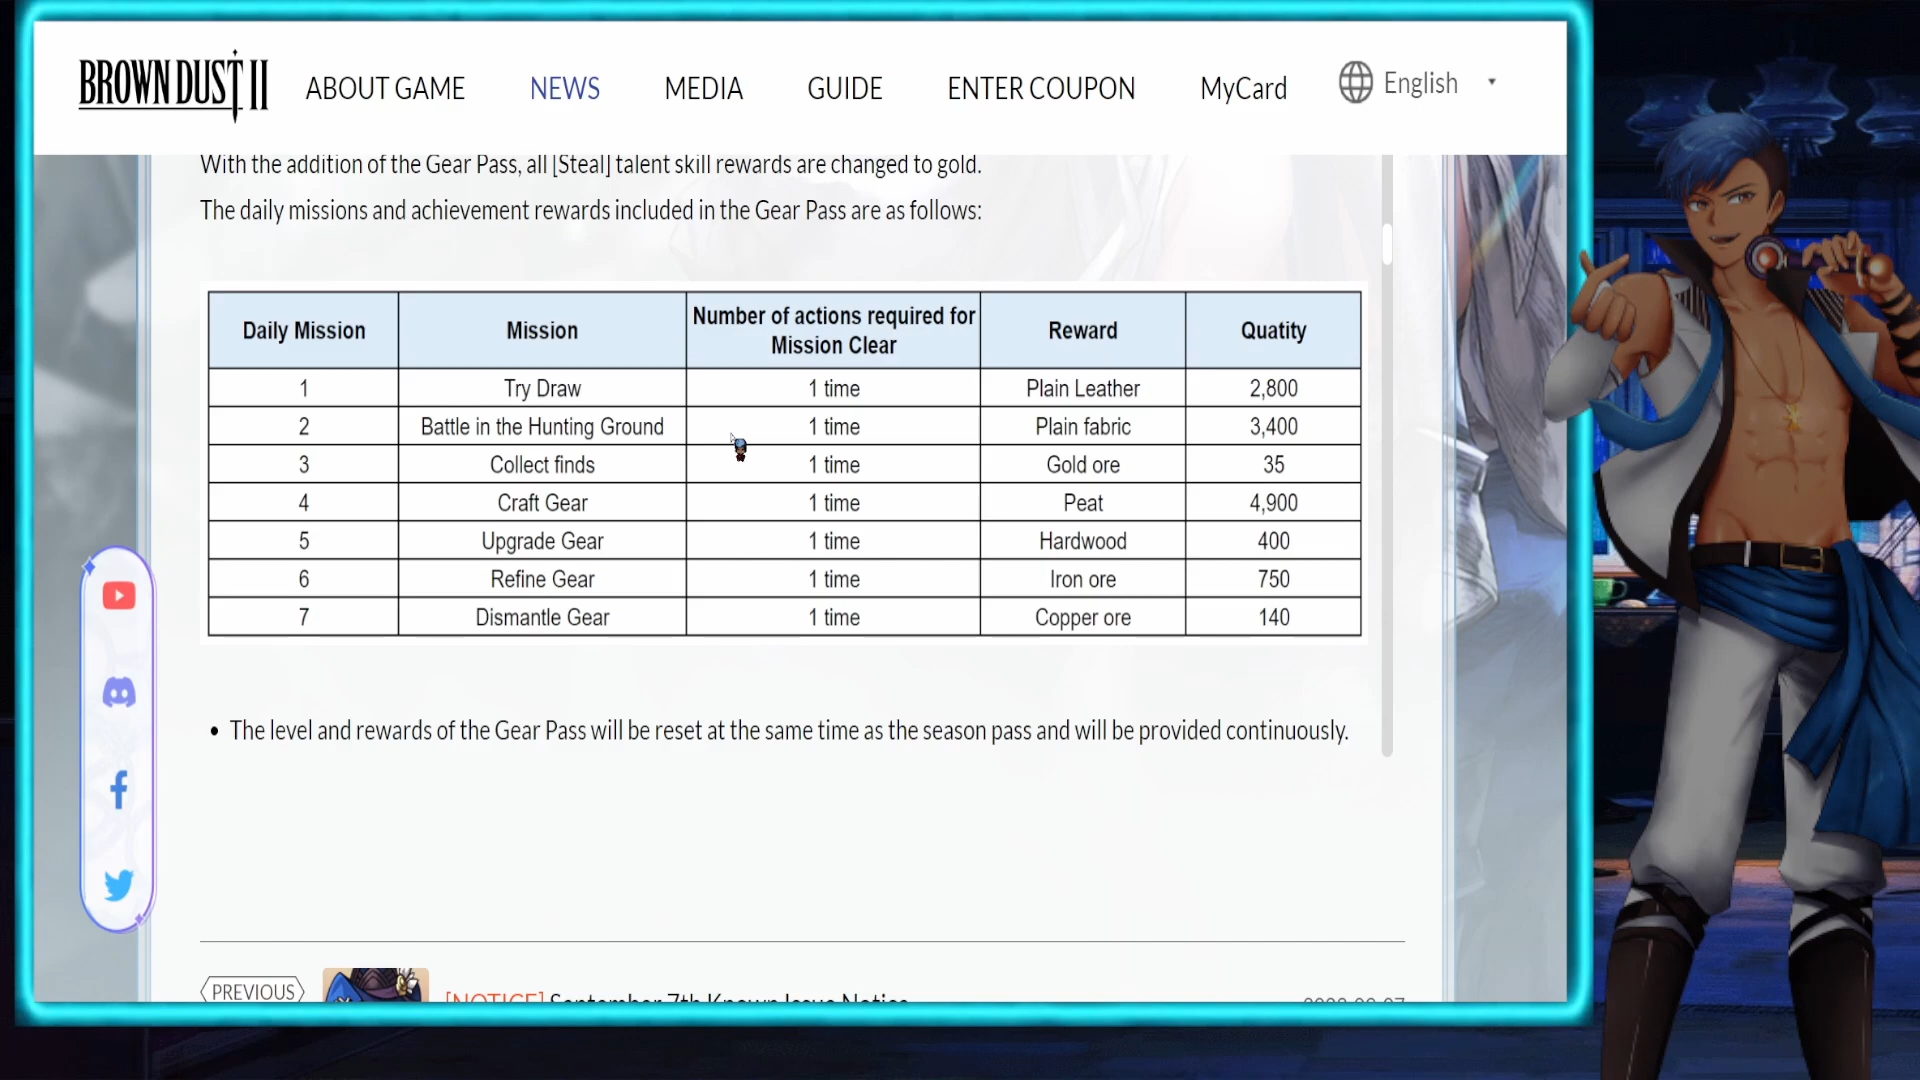 BROWN DUST II ABOUT GAME NEWS MEDIA GUIDE ENTER COUPON MyCard English
With the addition of the Gear Pass, all [Steal] talent skill rewards are changed to gold.
The daily missions and achievement rewards included in the Gear Pass are as follows:
Daily Mission Mission Number of actions required for Mission Clear Reward Quatity
1 Try Draw 1 time Plain Leather 2,800
2 Battle in the Hunting Ground 1 time Plain fabric 3,400
3 Collect finds 1 time Gold ore 35
4 Craft Gear 1 time Peat 4,900
5 Upgrade Gear 1 time Hardwood 400
6 Refine Gear 1 time Iron ore 750
7 Dismantle Gear 1 time Copper ore 140
• The level and rewards of the Gear Pass will be reset at the same time as the season pass and will be provided continuously.
PREVIOUS [NOTICE] September 7th Known Issue Notice